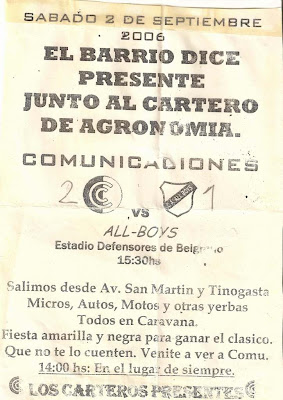 SABADO 2 DE SEPTIEMBRE
2006
EL BARRIO DICE
PRESENTE
JUNTO AL CARTERO
DE AGRONOMIA.
COMUNICACIONES
2 1
VS
ALL-BOYS
Estadio Defensores de Belgrano
15:30hs
Salimos desde Av. San Martin y Tinogasta
Micros, Autos, Motos y otras yerbas
Todos en Caravana.
Fiesta amarilla y negra para ganar el clasico.
Que no te lo cuenten. Venite a ver a Comu.
14:00 hs: En el lugar de siempre.
LOS CARTEROS PRESENTES